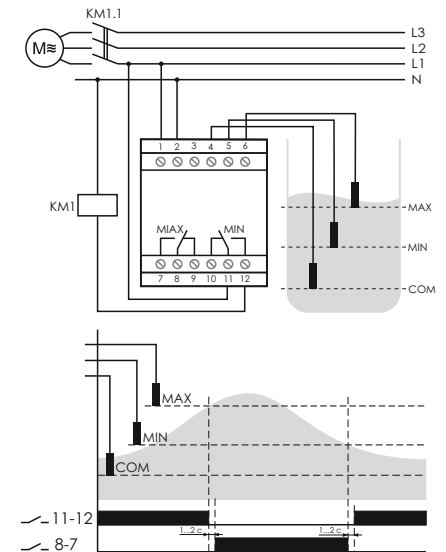 KM1.1
L3
M≋
L2
L1
N
1 2 3 4 5 6
KM1
MIAX MIN
7 8 9 10 11 12
MAX
MIN
COM
MAX
MIN
COM
11-12
1...2 c 1...2 c
8-7